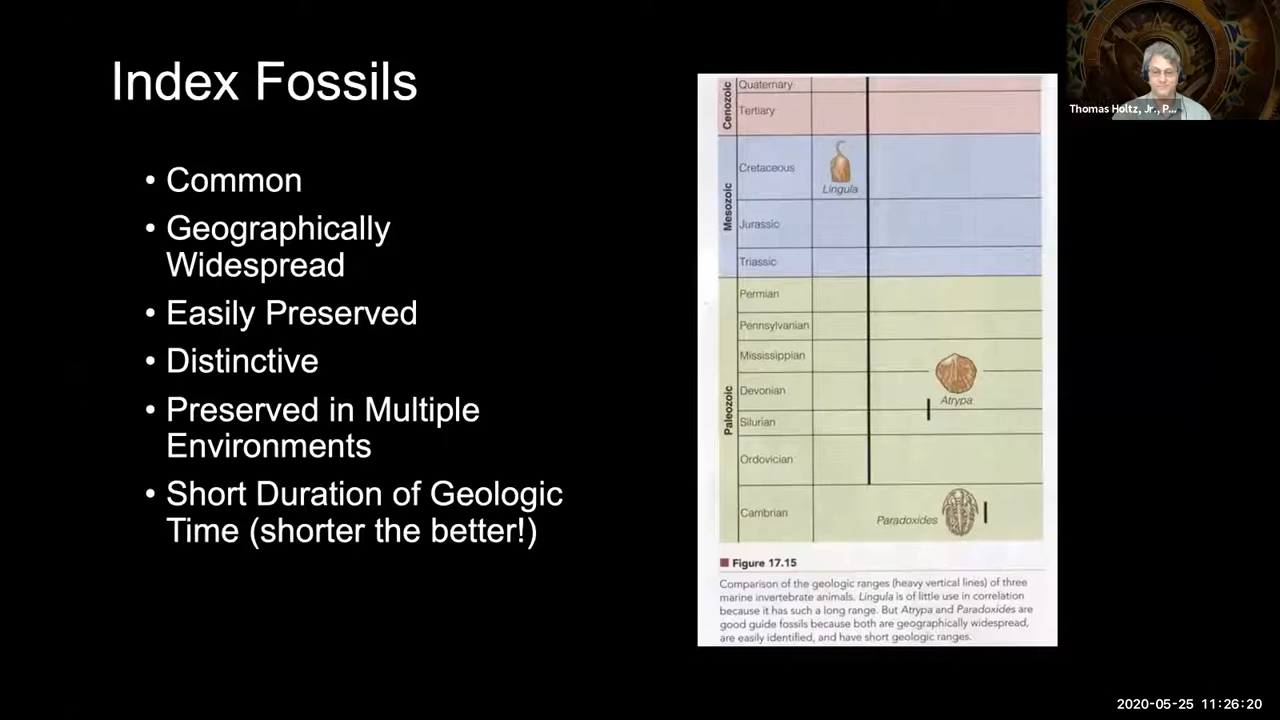 Index Fossils
• Common
• Geographically
Widespread
• Easily Preserved
• Distinctive
• Preserved in Multiple
Environments
• Short Duration of Geologic
Time (shorter the better!)
Cenozoic
Quaternary
Tertiary
Mesozoic
Cretaceous
Lingula
Jurassic
Triassic
Paleozoic
Permian
Pennsylvanian
Mississippian
Devonian
Atrypa
Silurian
Ordovician
Cambrian
Paradoxides
Figure 17.15
Comparison of the geologic ranges (heavy vertical lines) of three
marine invertebrate animals. Lingula is of little use in correlation
because it has such a long range. But Atrypa and Paradoxides are
good guide fossils because both are geographically widespread,
are easily identified, and have short geologic ranges.
Thomas Holtz, Jr., P...
2020-05-25 11:26:20